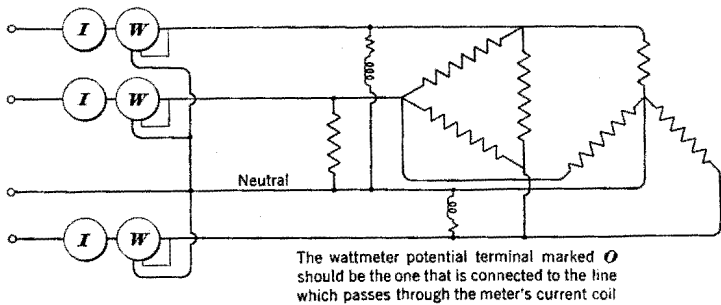 I W
I W
Neutral
I W
The wattmeter potential terminal marked O
should be the one that is connected to the line
which passes through the meter's current coil